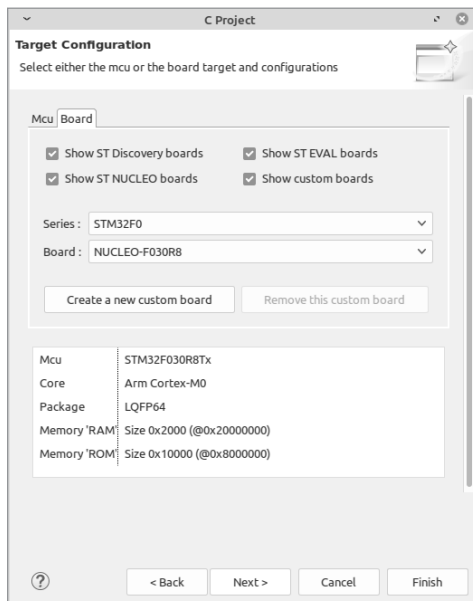 C Project
Target Configuration
Select either the mcu or the board target and configurations
Mcu Board
Show ST Discovery boards Show ST EVAL boards
Show ST NUCLEO boards Show custom boards
Series : STM32F0
Board : NUCLEO-F030R8
Create a new custom board Remove this custom board
Mcu STM32F030R8Tx
Core Arm Cortex-M0
Package LQFP64
Memory 'RAM' Size 0x2000 (@0x20000000)
Memory 'ROM' Size 0x10000 (@0x8000000)
? < Back Next > Cancel Finish